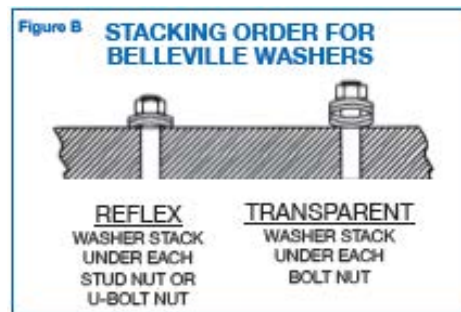 Figure B
STACKING ORDER FOR
BELLEVILLE WASHERS
REFLEX
WASHER STACK
UNDER EACH
STUD NUT OR
U-BOLT NUT
TRANSPARENT
WASHER STACK
UNDER EACH
BOLT NUT